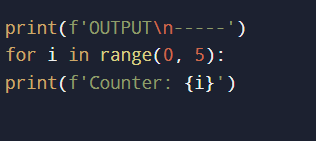 print(f'OUTPUT\n-----')
for i in range(0, 5):
print(f'Counter: {i}')